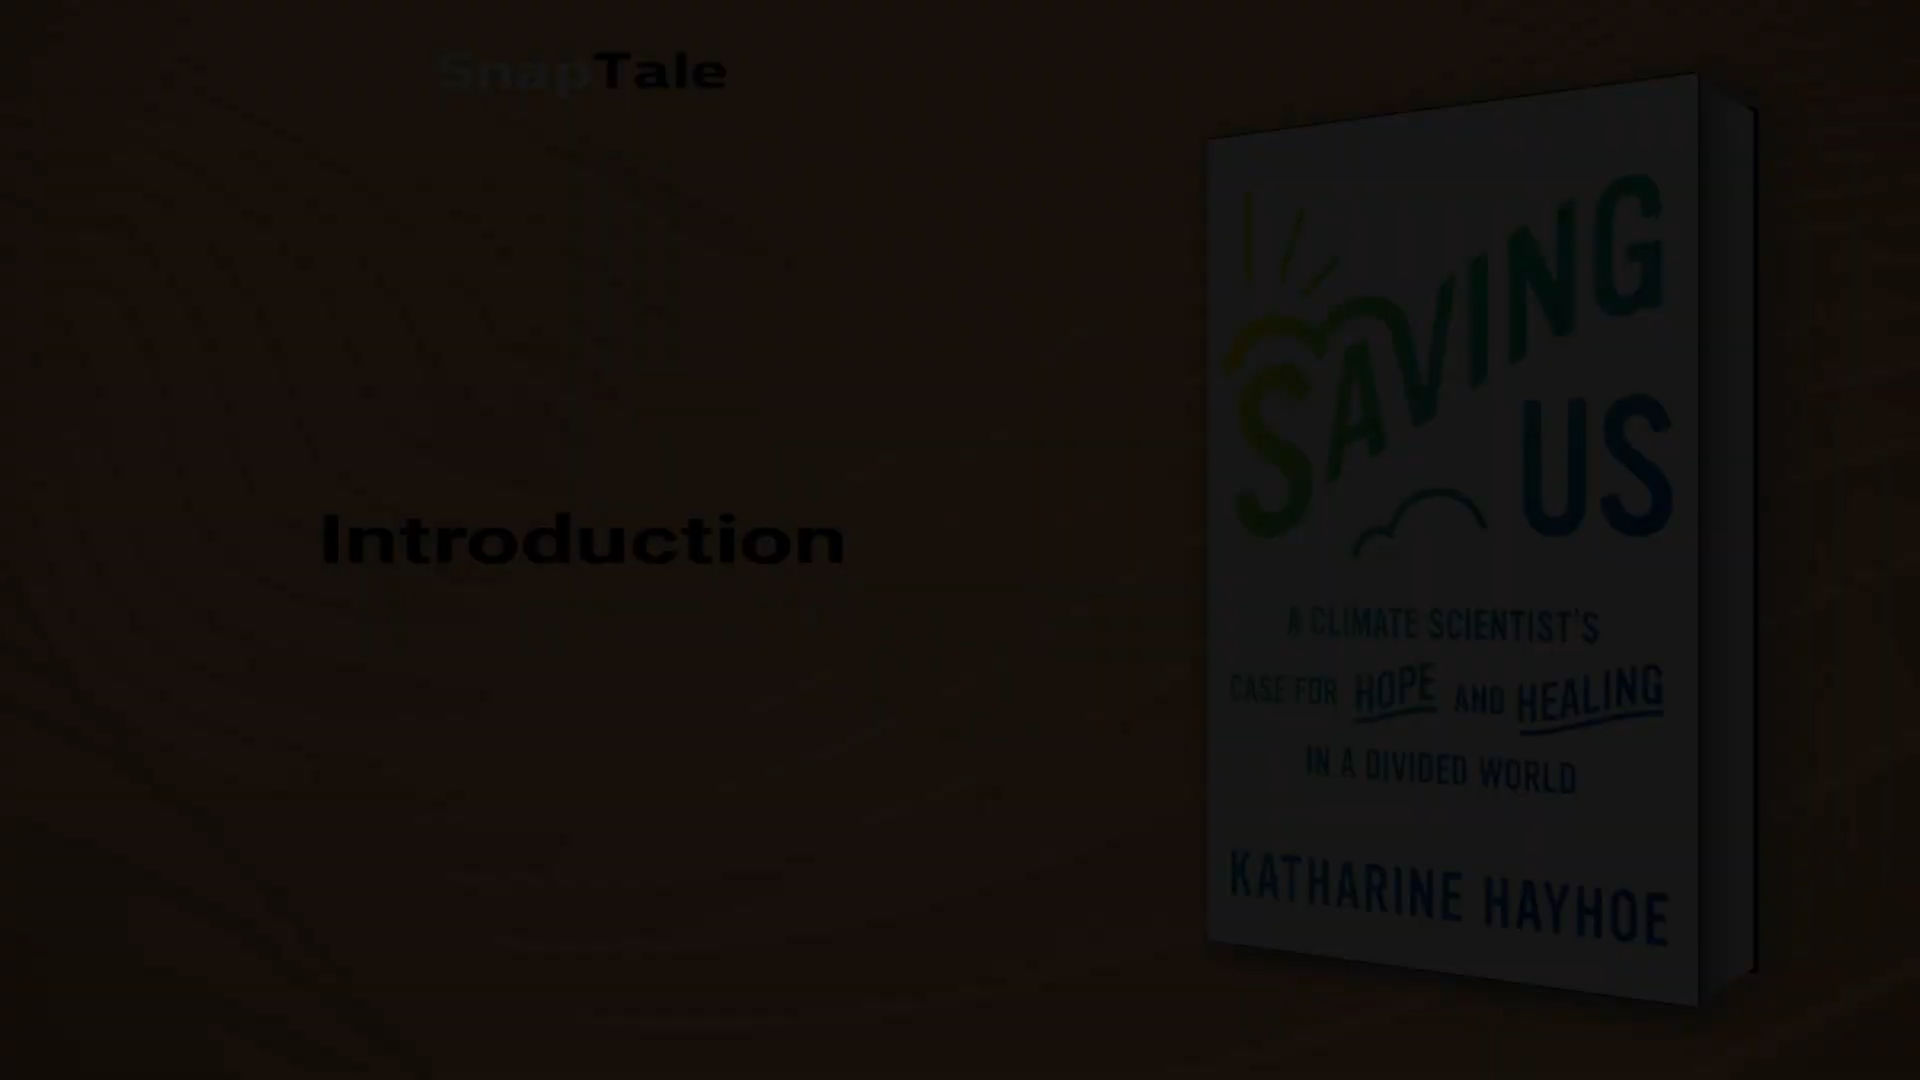 SnapTale
Introduction
SAVING
US
A CLIMATE SCIENTIST'S
CASE FOR HOPE AND HEALING
IN A DIVIDED WORLD
KATHARINE HAYHOE